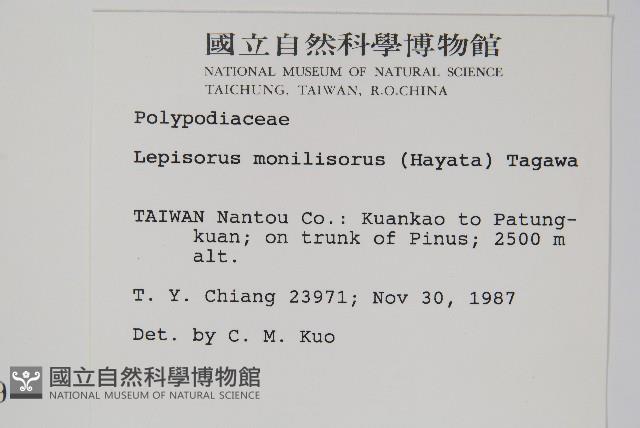 國立自然科學博物館
NATIONAL MUSEUM OF NATURAL SCIENCE
TAICHUNG, TAIWAN, R.O.CHINA
Polypodiaceae
Lepisorus monilisorus (Hayata) Tagawa
TAIWAN Nantou Co.: Kuankao to Patung-
kuan; on trunk of Pinus; 2500 m
alt.
T. Y. Chiang 23971; Nov 30, 1987
Det. by C. M. Kuo
國立自然科學博物館
NATIONAL MUSEUM OF NATURAL SCIENCE